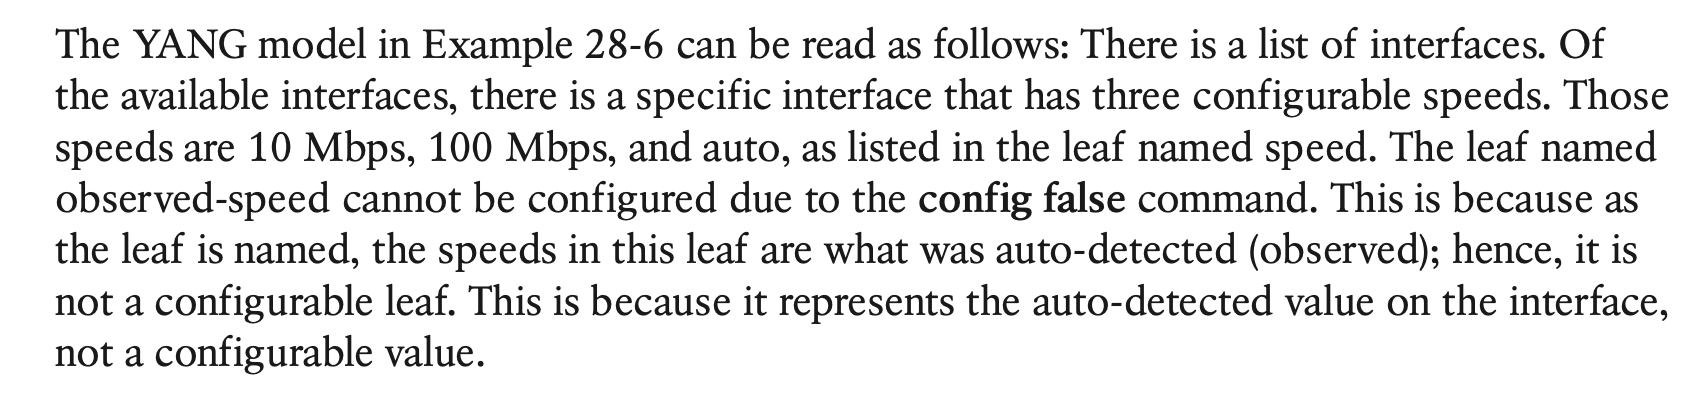 The YANG model in Example 28-6 can be read as follows: There is a list of interfaces. Of
the available interfaces, there is a specific interface that has three configurable speeds. Those
speeds are 10 Mbps, 100 Mbps, and auto, as listed in the leaf named speed. The leaf named
observed-speed cannot be configured due to the config false command. This is because as
the leaf is named, the speeds in this leaf are what was auto-detected (observed); hence, it is
not a configurable leaf. This is because it represents the auto-detected value on the interface,
not a configurable value.